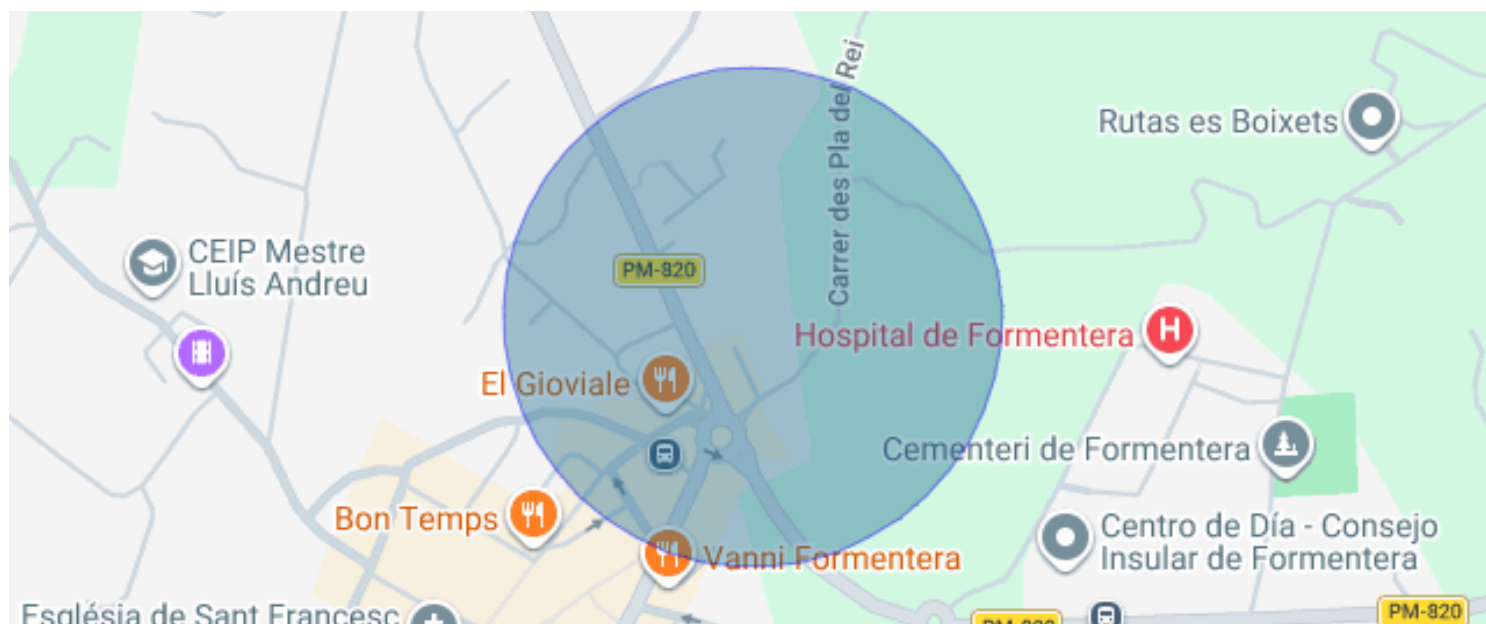 Carrer des Pla del Rei
Rutas es Boixets
CEIP Mestre
Lluís Andreu
PM-820
Hospital de Formentera
H
El Gioviale
Cementeri de Formentera
Bon Temps
Centro de Día - Consejo
Insular de Formentera
Vanni Formentera
Església de Sant Francesc
PM-820
PM-820